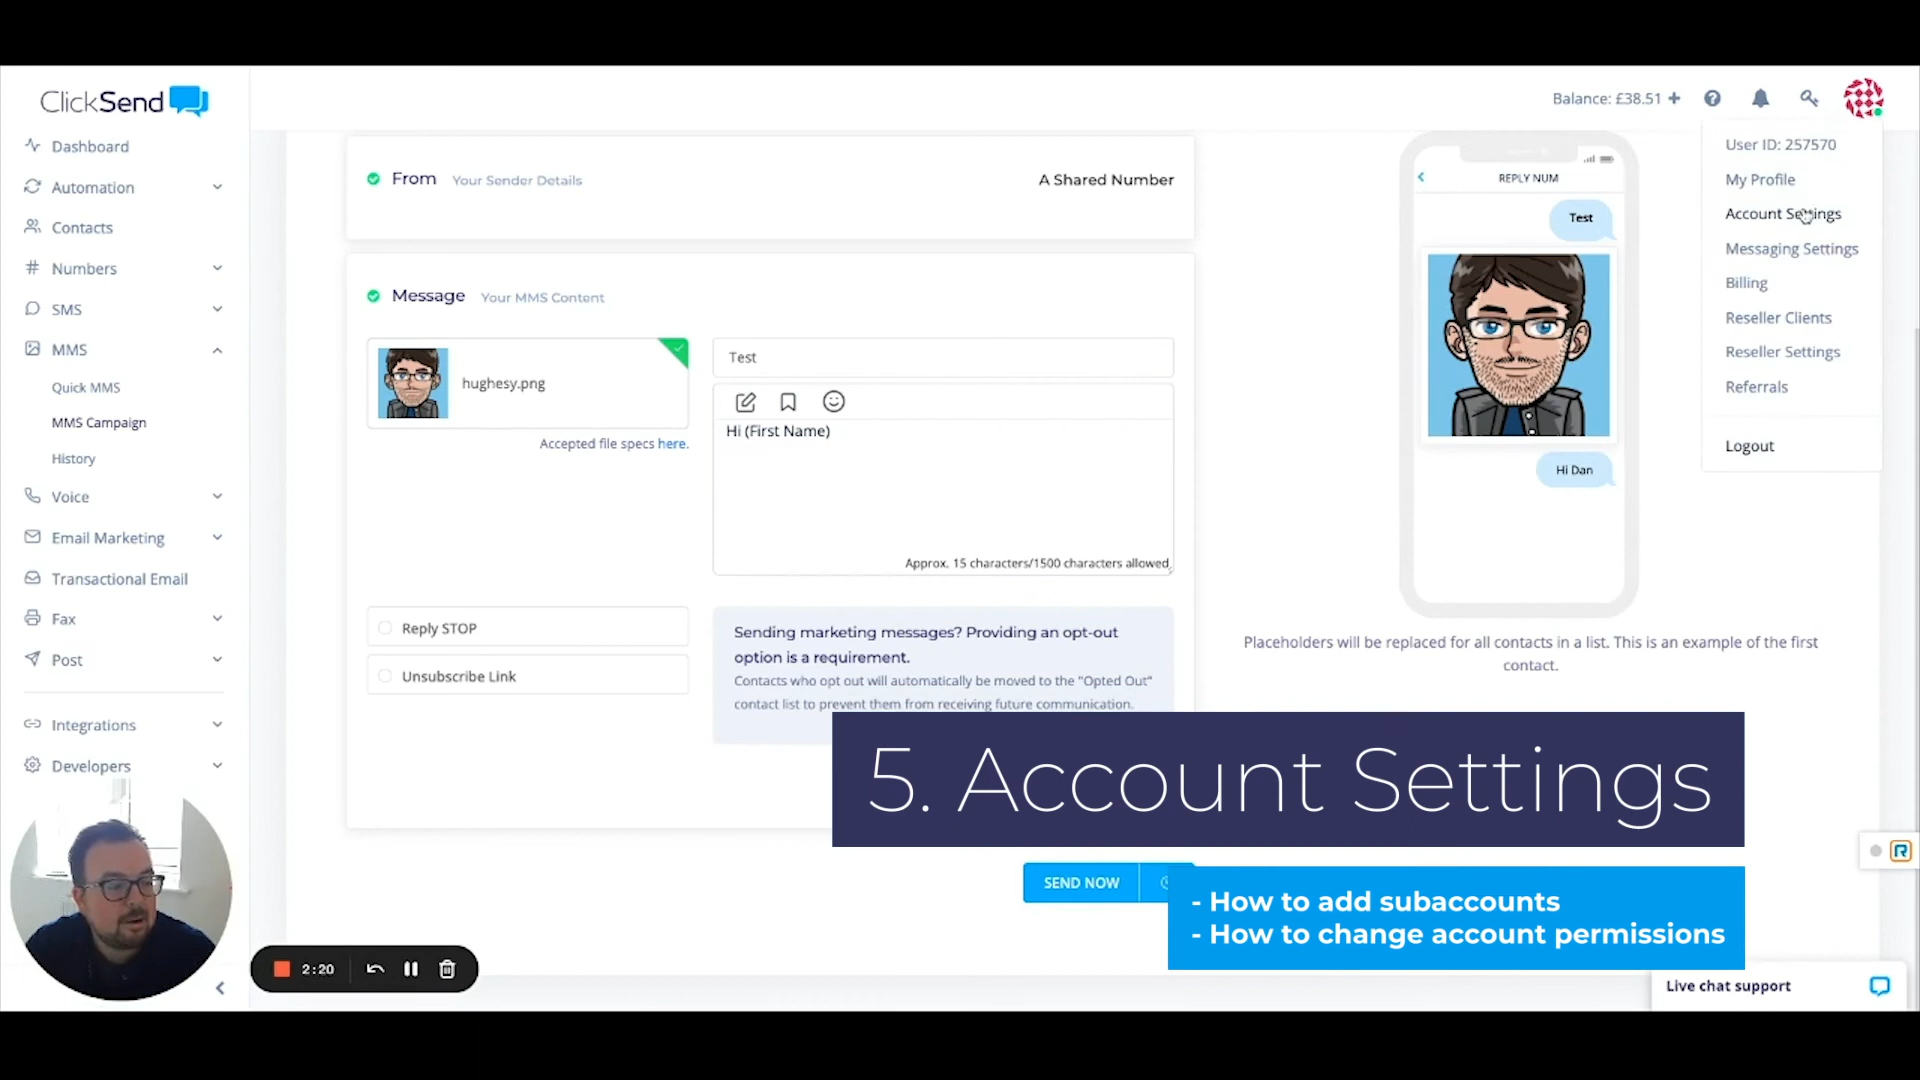 ClickSend
Balance: £38.51 +
Dashboard
Automation
Contacts
Numbers
SMS
MMS
Quick MMS
MMS Campaign
History
Voice
Email Marketing
Transactional Email
Fax
Post
Integrations
Developers
From Your Sender Details
A Shared Number
Message Your MMS Content
hughesy.png
Accepted file specs here.
Test
Hi (First Name)
Approx. 15 characters/1500 characters allowed
Reply STOP
Unsubscribe Link
Sending marketing messages? Providing an opt-out
option is a requirement.
Contacts who opt out will automatically be moved to the "Opted Out"
contact list to prevent them from receiving future communication.
SEND NOW
REPLY NUM
Test
Hi Dan
Placeholders will be replaced for all contacts in a list. This is an example of the first
contact.
User ID: 257570
My Profile
Account Settings
Messaging Settings
Billing
Reseller Clients
Reseller Settings
Referrals
Logout
5. Account Settings
- How to add subaccounts
- How to change account permissions
2:20
R
Live chat support